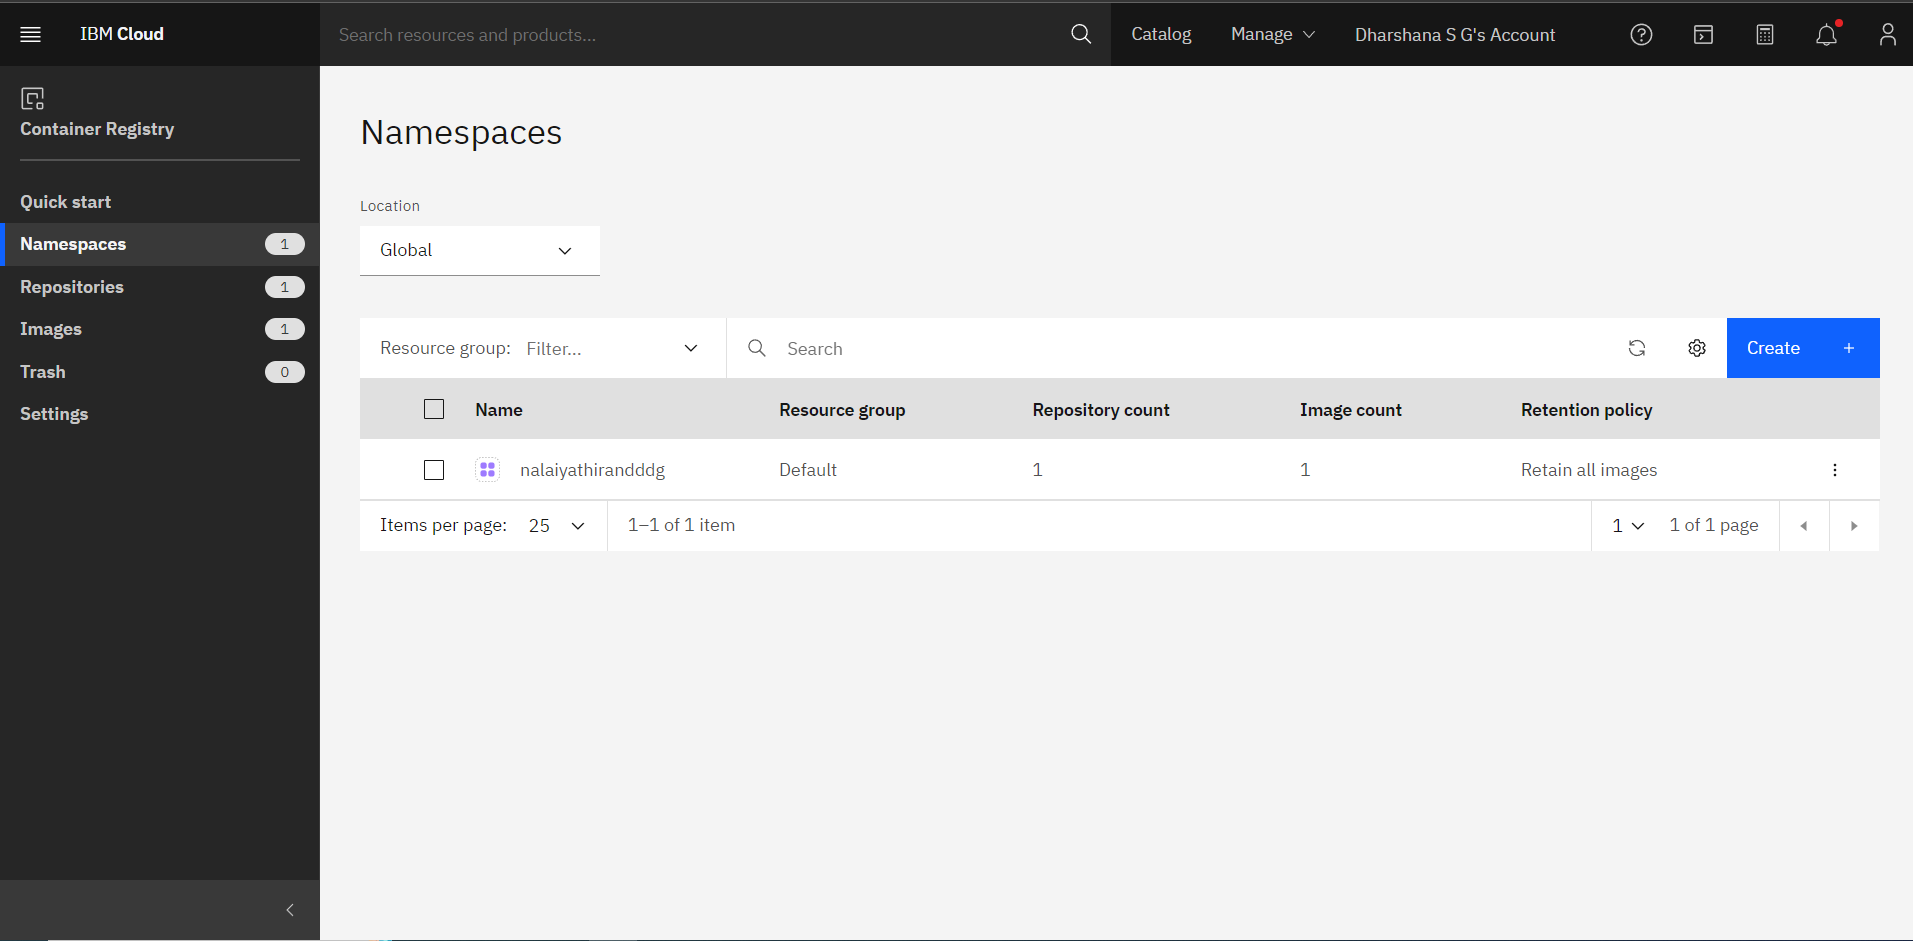 IBM Cloud
Search resources and products...
Catalog
Manage
Dharshana S G's Account
Container Registry
Quick start
Namespaces 1
Repositories 1
Images 1
Trash 0
Settings
Namespaces
Location
Global
Resource group: Filter...
Search
Create +
Name Resource group Repository count Image count Retention policy
nalaiyathirandddg Default 1 1 Retain all images
Items per page: 25 1–1 of 1 item 1 1 of 1 page